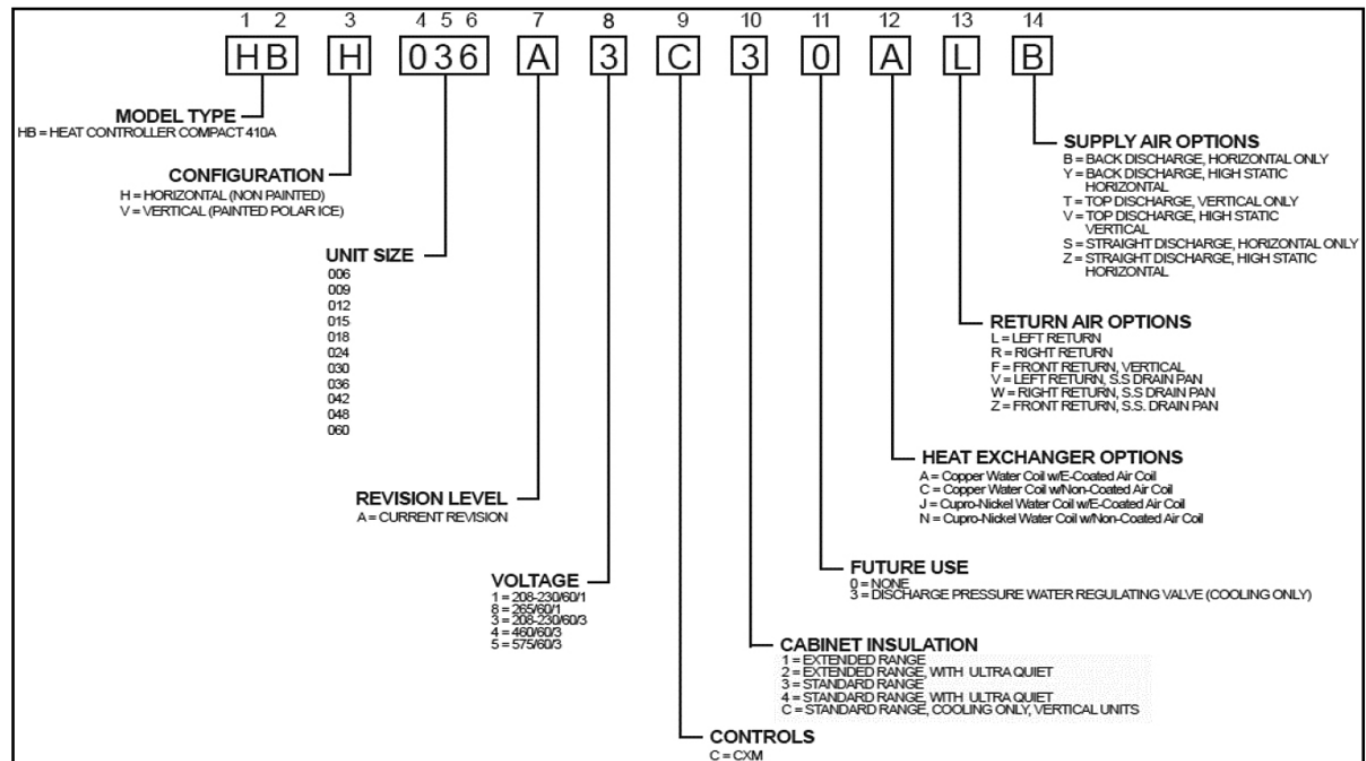 1 2 3 4 5 6 7 8 9 10 11 12 13 14
HB H 036 A 3 C 3 0 A L B
MODEL TYPE
HB = HEAT CONTROLLER COMPACT 410A
CONFIGURATION
H = HORIZONTAL (NON PAINTED)
V = VERTICAL (PAINTED POLAR ICE)
UNIT SIZE
006
009
012
015
018
024
030
036
042
048
060
REVISION LEVEL
A = CURRENT REVISION
VOLTAGE
1 = 208-230/60/1
8 = 265/60/1
3 = 208-230/60/3
4 = 460/60/3
5 = 575/60/3
CONTROLS
C = CXM
CABINET INSULATION
1 = EXTENDED RANGE
2 = EXTENDED RANGE, WITH ULTRA QUIET
3 = STANDARD RANGE
4 = STANDARD RANGE, WITH ULTRA QUIET
C = STANDARD RANGE, COOLING ONLY, VERTICAL UNITS
FUTURE USE
0 = NONE
3 = DISCHARGE PRESSURE WATER REGULATING VALVE (COOLING ONLY)
HEAT EXCHANGER OPTIONS
A = Copper Water Coil w/E-Coated Air Coil
C = Copper Water Coil w/Non-Coated Air Coil
J = Cupro-Nickel Water Coil w/E-Coated Air Coil
N = Cupro-Nickel Water Coil w/Non-Coated Air Coil
RETURN AIR OPTIONS
L = LEFT RETURN
R = RIGHT RETURN
F = FRONT RETURN, VERTICAL
V = LEFT RETURN, S.S DRAIN PAN
W = RIGHT RETURN, S.S DRAIN PAN
Z = FRONT RETURN, S.S. DRAIN PAN
SUPPLY AIR OPTIONS
B = BACK DISCHARGE, HORIZONTAL ONLY
Y = BACK DISCHARGE, HIGH STATIC
HORIZONTAL
T = TOP DISCHARGE, VERTICAL ONLY
V = TOP DISCHARGE, HIGH STATIC
VERTICAL
S = STRAIGHT DISCHARGE, HORIZONTAL ONLY
Z = STRAIGHT DISCHARGE, HIGH STATIC
HORIZONTAL